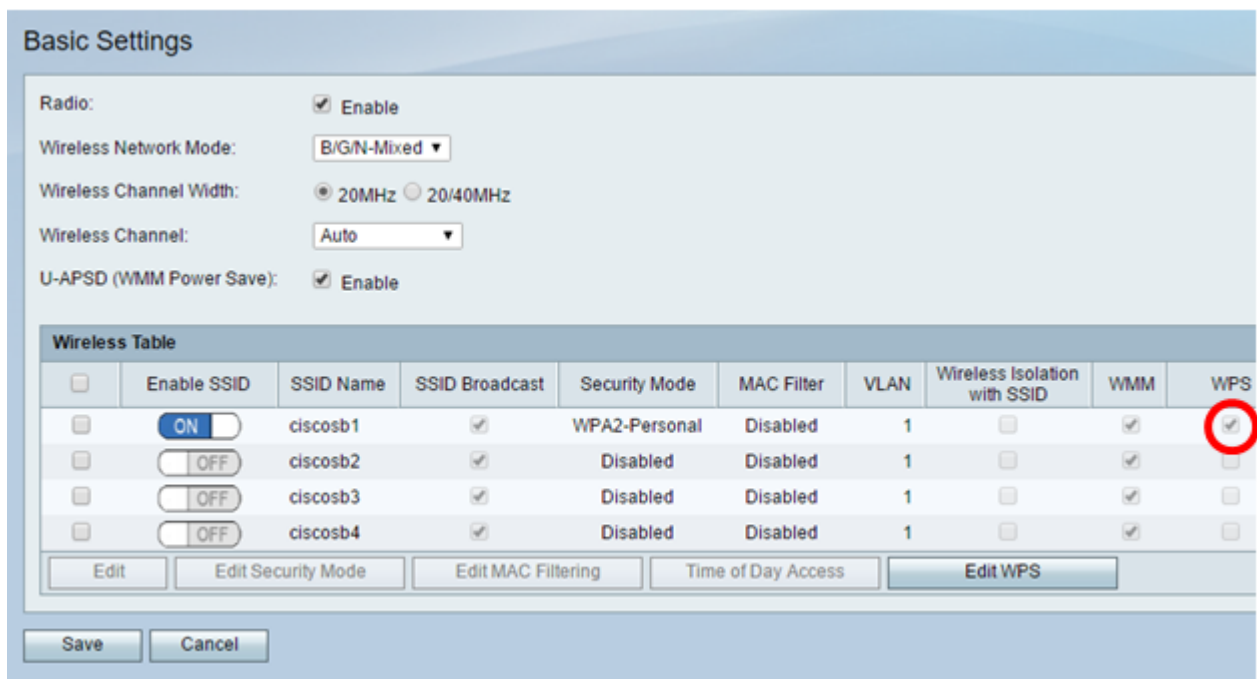 Basic Settings
Radio: Enable
Wireless Network Mode: B/G/N-Mixed
Wireless Channel Width: 20MHz 20/40MHz
Wireless Channel: Auto
U-APSD (WMM Power Save): Enable
Wireless Table
Enable SSID SSID Name SSID Broadcast Security Mode MAC Filter VLAN Wireless Isolation with SSID WMM WPS
ON ciscosb1 WPA2-Personal Disabled 1
OFF ciscosb2 Disabled Disabled 1
OFF ciscosb3 Disabled Disabled 1
OFF ciscosb4 Disabled Disabled 1
Edit Edit Security Mode Edit MAC Filtering Time of Day Access Edit WPS
Save Cancel